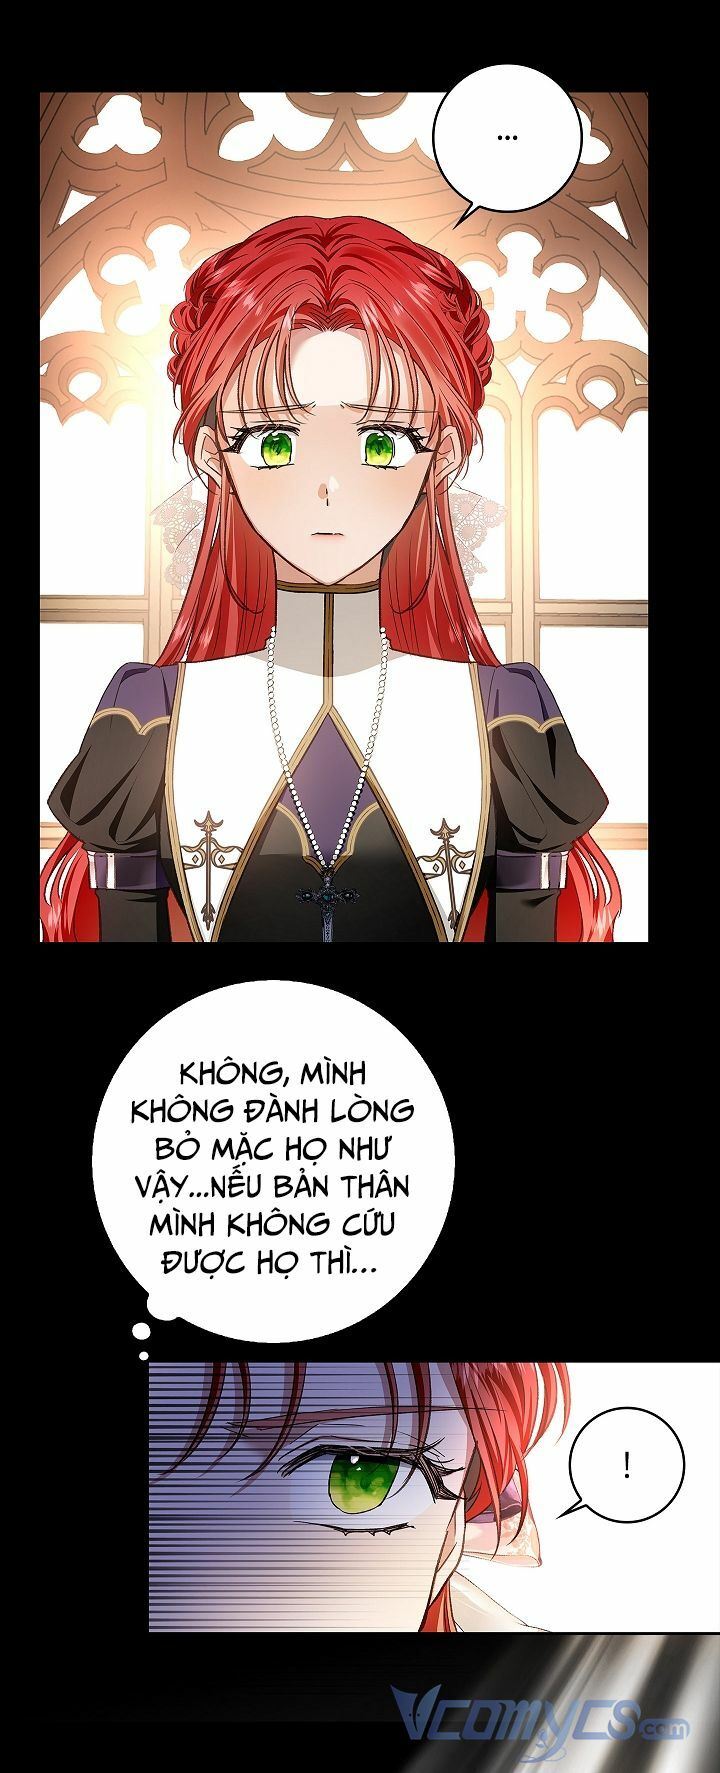 ...
KHÔNG, MÌNH
KHÔNG ĐÀNH LÒNG
BỎ MẶC HỌ NHƯ
VẬY...NẾU BẢN THÂN
MÌNH KHÔNG CỨU
ĐƯỢC HỌ THÌ...
!
VCOMYCS.com